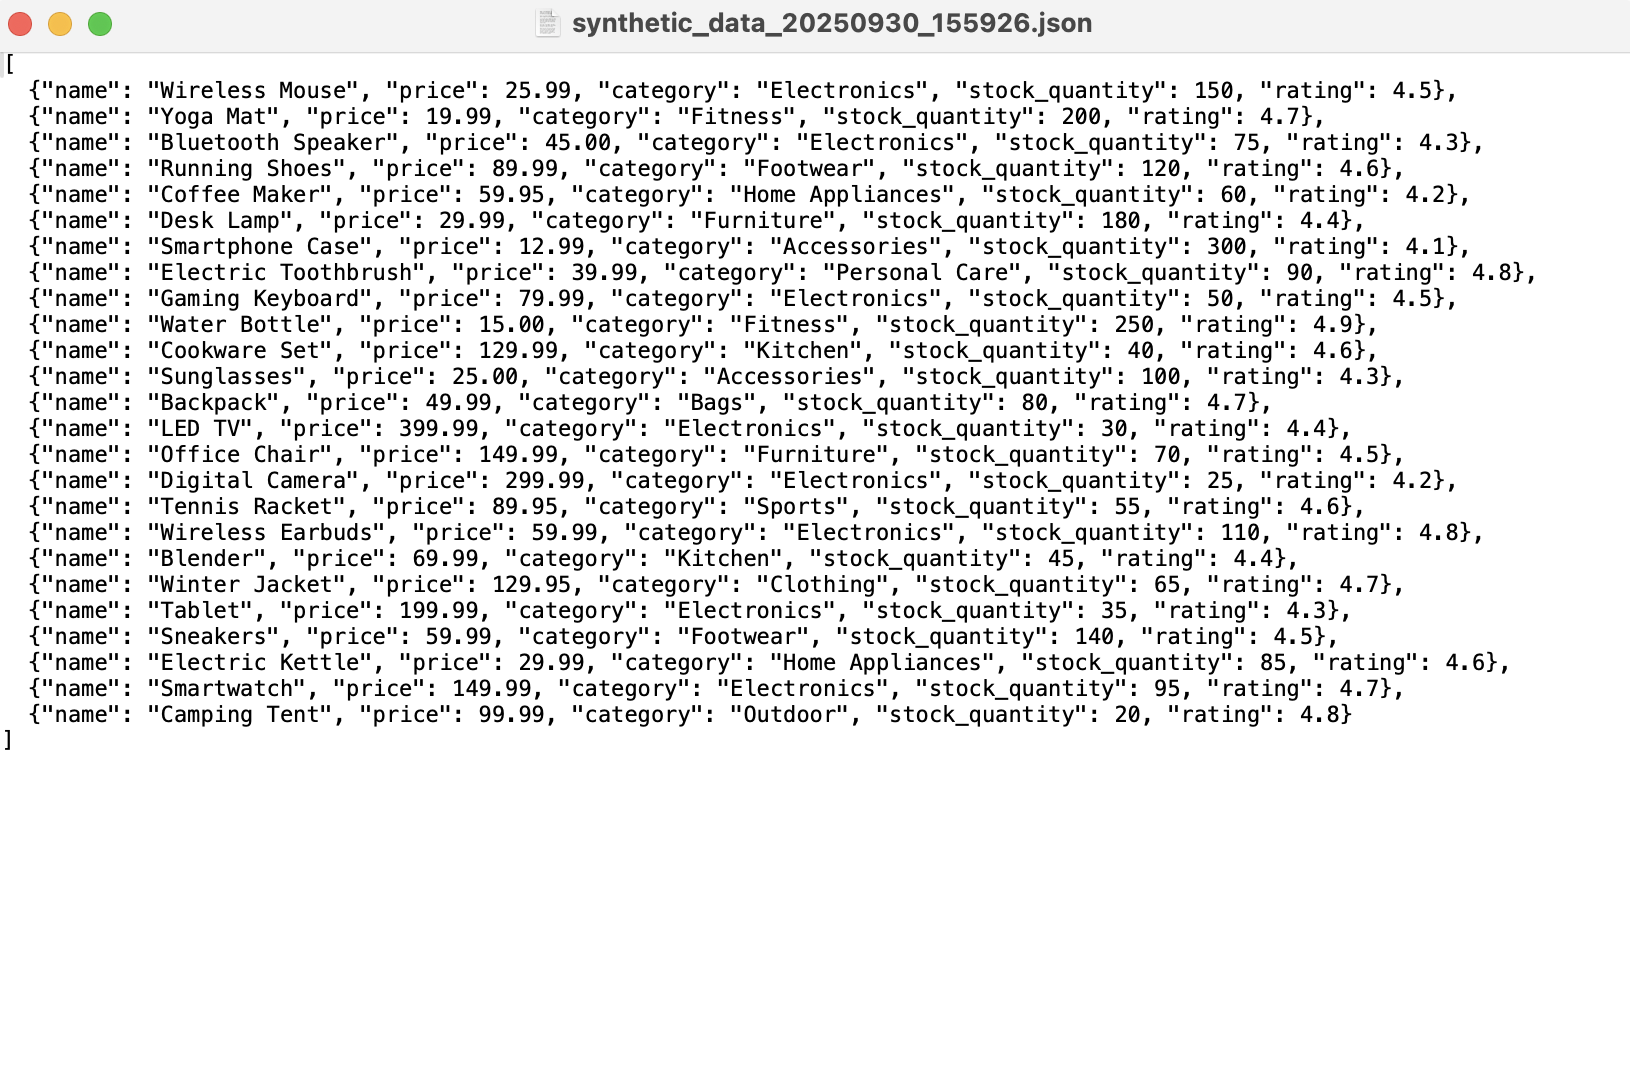 synthetic_data_20250930_155926.json
[
  {"name": "Wireless Mouse", "price": 25.99, "category": "Electronics", "stock_quantity": 150, "rating": 4.5},
  {"name": "Yoga Mat", "price": 19.99, "category": "Fitness", "stock_quantity": 200, "rating": 4.7},
  {"name": "Bluetooth Speaker", "price": 45.00, "category": "Electronics", "stock_quantity": 75, "rating": 4.3},
  {"name": "Running Shoes", "price": 89.99, "category": "Footwear", "stock_quantity": 120, "rating": 4.6},
  {"name": "Coffee Maker", "price": 59.95, "category": "Home Appliances", "stock_quantity": 60, "rating": 4.2},
  {"name": "Desk Lamp", "price": 29.99, "category": "Furniture", "stock_quantity": 180, "rating": 4.4},
  {"name": "Smartphone Case", "price": 12.99, "category": "Accessories", "stock_quantity": 300, "rating": 4.1},
  {"name": "Electric Toothbrush", "price": 39.99, "category": "Personal Care", "stock_quantity": 90, "rating": 4.8},
  {"name": "Gaming Keyboard", "price": 79.99, "category": "Electronics", "stock_quantity": 50, "rating": 4.5},
  {"name": "Water Bottle", "price": 15.00, "category": "Fitness", "stock_quantity": 250, "rating": 4.9},
  {"name": "Cookware Set", "price": 129.99, "category": "Kitchen", "stock_quantity": 40, "rating": 4.6},
  {"name": "Sunglasses", "price": 25.00, "category": "Accessories", "stock_quantity": 100, "rating": 4.3},
  {"name": "Backpack", "price": 49.99, "category": "Bags", "stock_quantity": 80, "rating": 4.7},
  {"name": "LED TV", "price": 399.99, "category": "Electronics", "stock_quantity": 30, "rating": 4.4},
  {"name": "Office Chair", "price": 149.99, "category": "Furniture", "stock_quantity": 70, "rating": 4.5},
  {"name": "Digital Camera", "price": 299.99, "category": "Electronics", "stock_quantity": 25, "rating": 4.2},
  {"name": "Tennis Racket", "price": 89.95, "category": "Sports", "stock_quantity": 55, "rating": 4.6},
  {"name": "Wireless Earbuds", "price": 59.99, "category": "Electronics", "stock_quantity": 110, "rating": 4.8},
  {"name": "Blender", "price": 69.99, "category": "Kitchen", "stock_quantity": 45, "rating": 4.4},
  {"name": "Winter Jacket", "price": 129.95, "category": "Clothing", "stock_quantity": 65, "rating": 4.7},
  {"name": "Tablet", "price": 199.99, "category": "Electronics", "stock_quantity": 35, "rating": 4.3},
  {"name": "Sneakers", "price": 59.99, "category": "Footwear", "stock_quantity": 140, "rating": 4.5},
  {"name": "Electric Kettle", "price": 29.99, "category": "Home Appliances", "stock_quantity": 85, "rating": 4.6},
  {"name": "Smartwatch", "price": 149.99, "category": "Electronics", "stock_quantity": 95, "rating": 4.7},
  {"name": "Camping Tent", "price": 99.99, "category": "Outdoor", "stock_quantity": 20, "rating": 4.8}
]